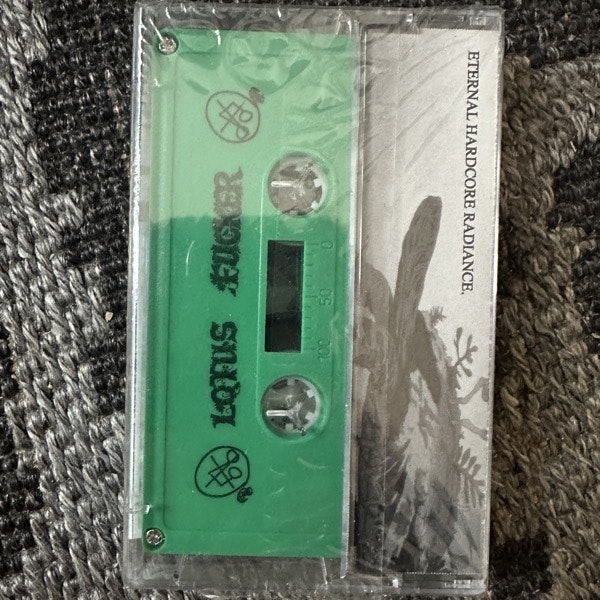 LOTUS FUCKER
0 50 100
ETERNAL HARDCORE RADIANCE.